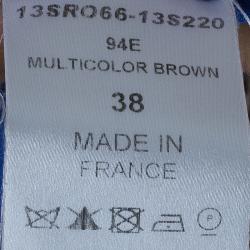 13SRO66-13S220
94E
MULTICOLOR BROWN
38
MADE IN
FRANCE
P